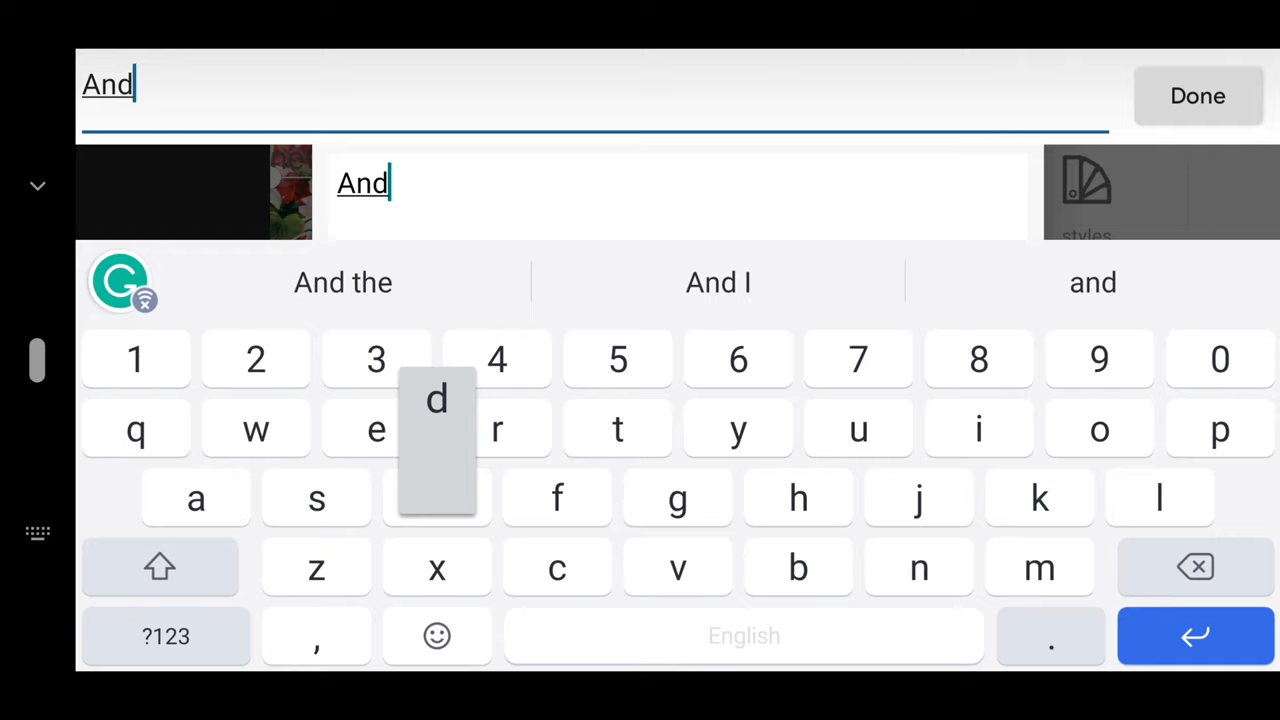 And
Done
And
styles
And the And I and
1 2 3 4 5 6 7 8 9 0
q w e r t y u i o p
d
a s f g h j k l
z x c v b n m
?123 , English .